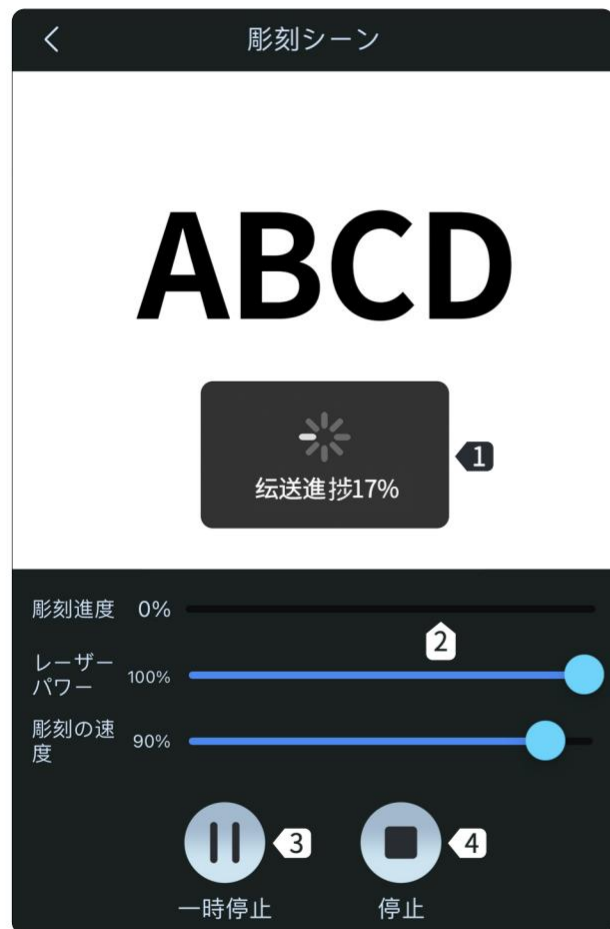 彫刻シーン
ABCD
纭送進捗17%
1
彫刻進度 0%
2
レーザー
パワー 100%
彫刻の速
度 90%
3
4
一時停止 停止